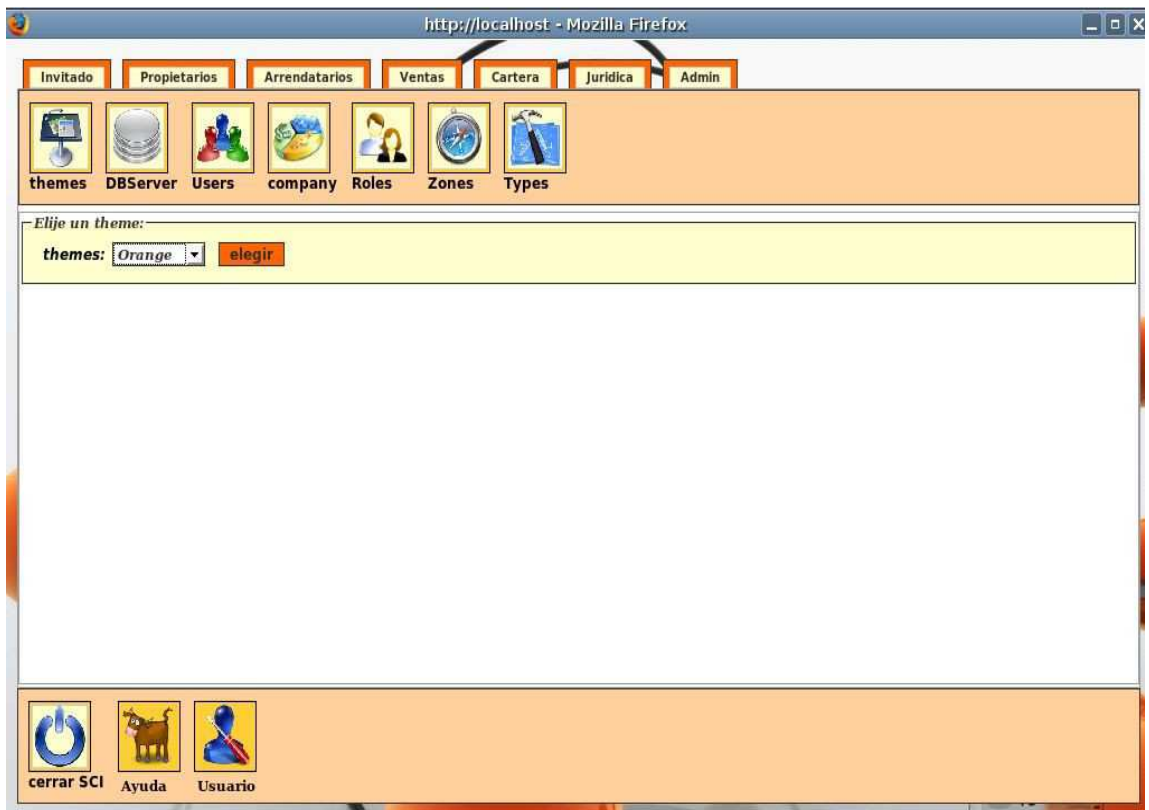 http://localhost - Mozilla Firefox
Invitado Propietarios Arrendatarios Ventas Cartera Juridica Admin
themes DBServer Users company Roles Zones Types
Elije un theme:
themes: Orange elegir
cerrar SCI Ayuda Usuario